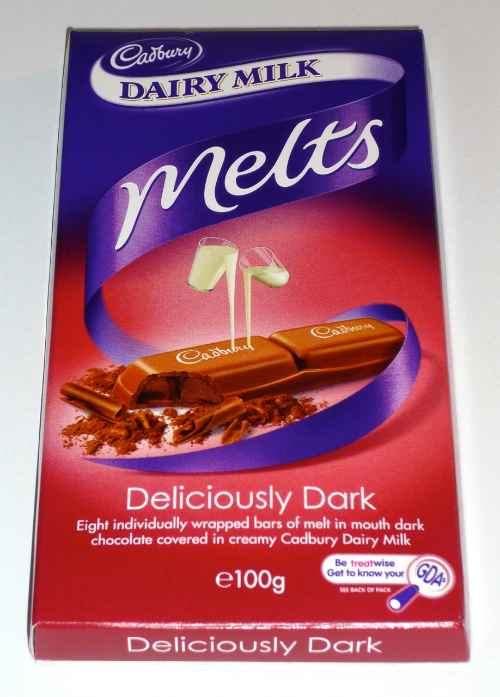 Cadbury
DAIRY MILK
Melts
Cadbury
Cadbury
Deliciously Dark
Eight individually wrapped bars of melt in mouth dark
chocolate covered in creamy Cadbury Dairy Milk
e100g
Be treatwise
Get to know your
GDAs
SEE BACK OF PACK
Deliciously Dark